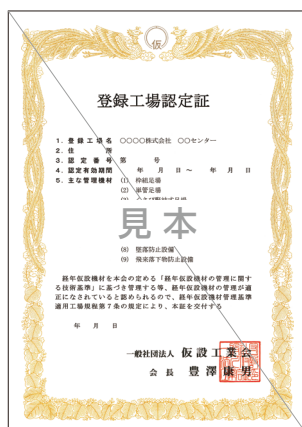 仮
登録工場認定証
1. 登録工場名 ○○○○株式会社 ○○センター
2. 住所
3. 認定番号 第 号
4. 認定有効期間 年 月 日～ 年 月 日
5. 主な管理機材 (1) 枠組足場
(2) 単管足場
見本
(8) 墜落防止設備
(9) 飛来落下物防止設備
経年仮設機材を本会の定める「経年仮設機材の管理に関す
る技術基準」に基づき管理する等、経年仮設機材の管理が適
正になされていると認められるので、経年仮設機材管理基準
適用工場規程第7条の規定により、本証を交付する
年 月 日
一般社団法人 仮設工業会
会長 豊澤康男